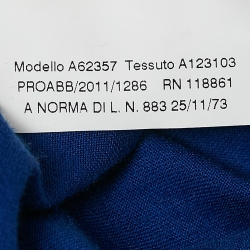 Modello A62357 Tessuto A123103
PROABB/2011/1286 RN 118861
A NORMA DI L. N. 883 25/11/73